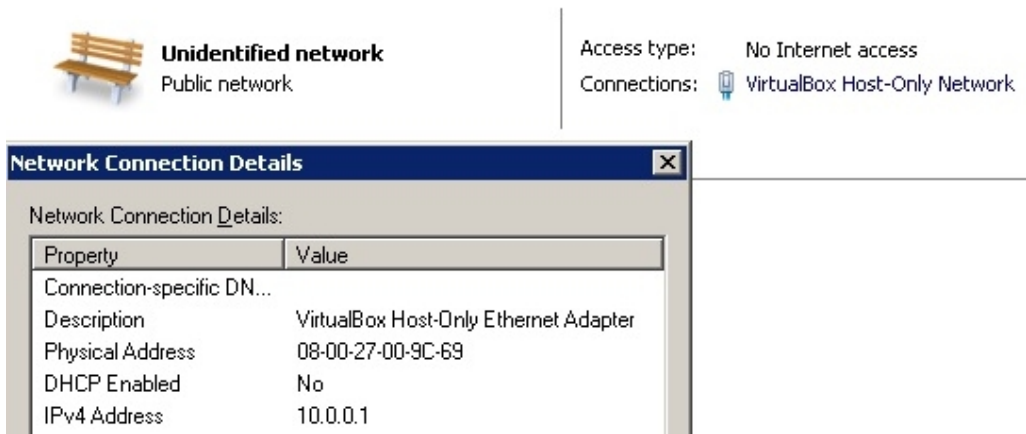 Unidentified network
Public network
Access type: No Internet access
Connections: VirtualBox Host-Only Network
Network Connection Details
Network Connection Details:
Property Value
Connection-specific DN...
Description VirtualBox Host-Only Ethernet Adapter
Physical Address 08-00-27-00-9C-69
DHCP Enabled No
IPv4 Address 10.0.0.1